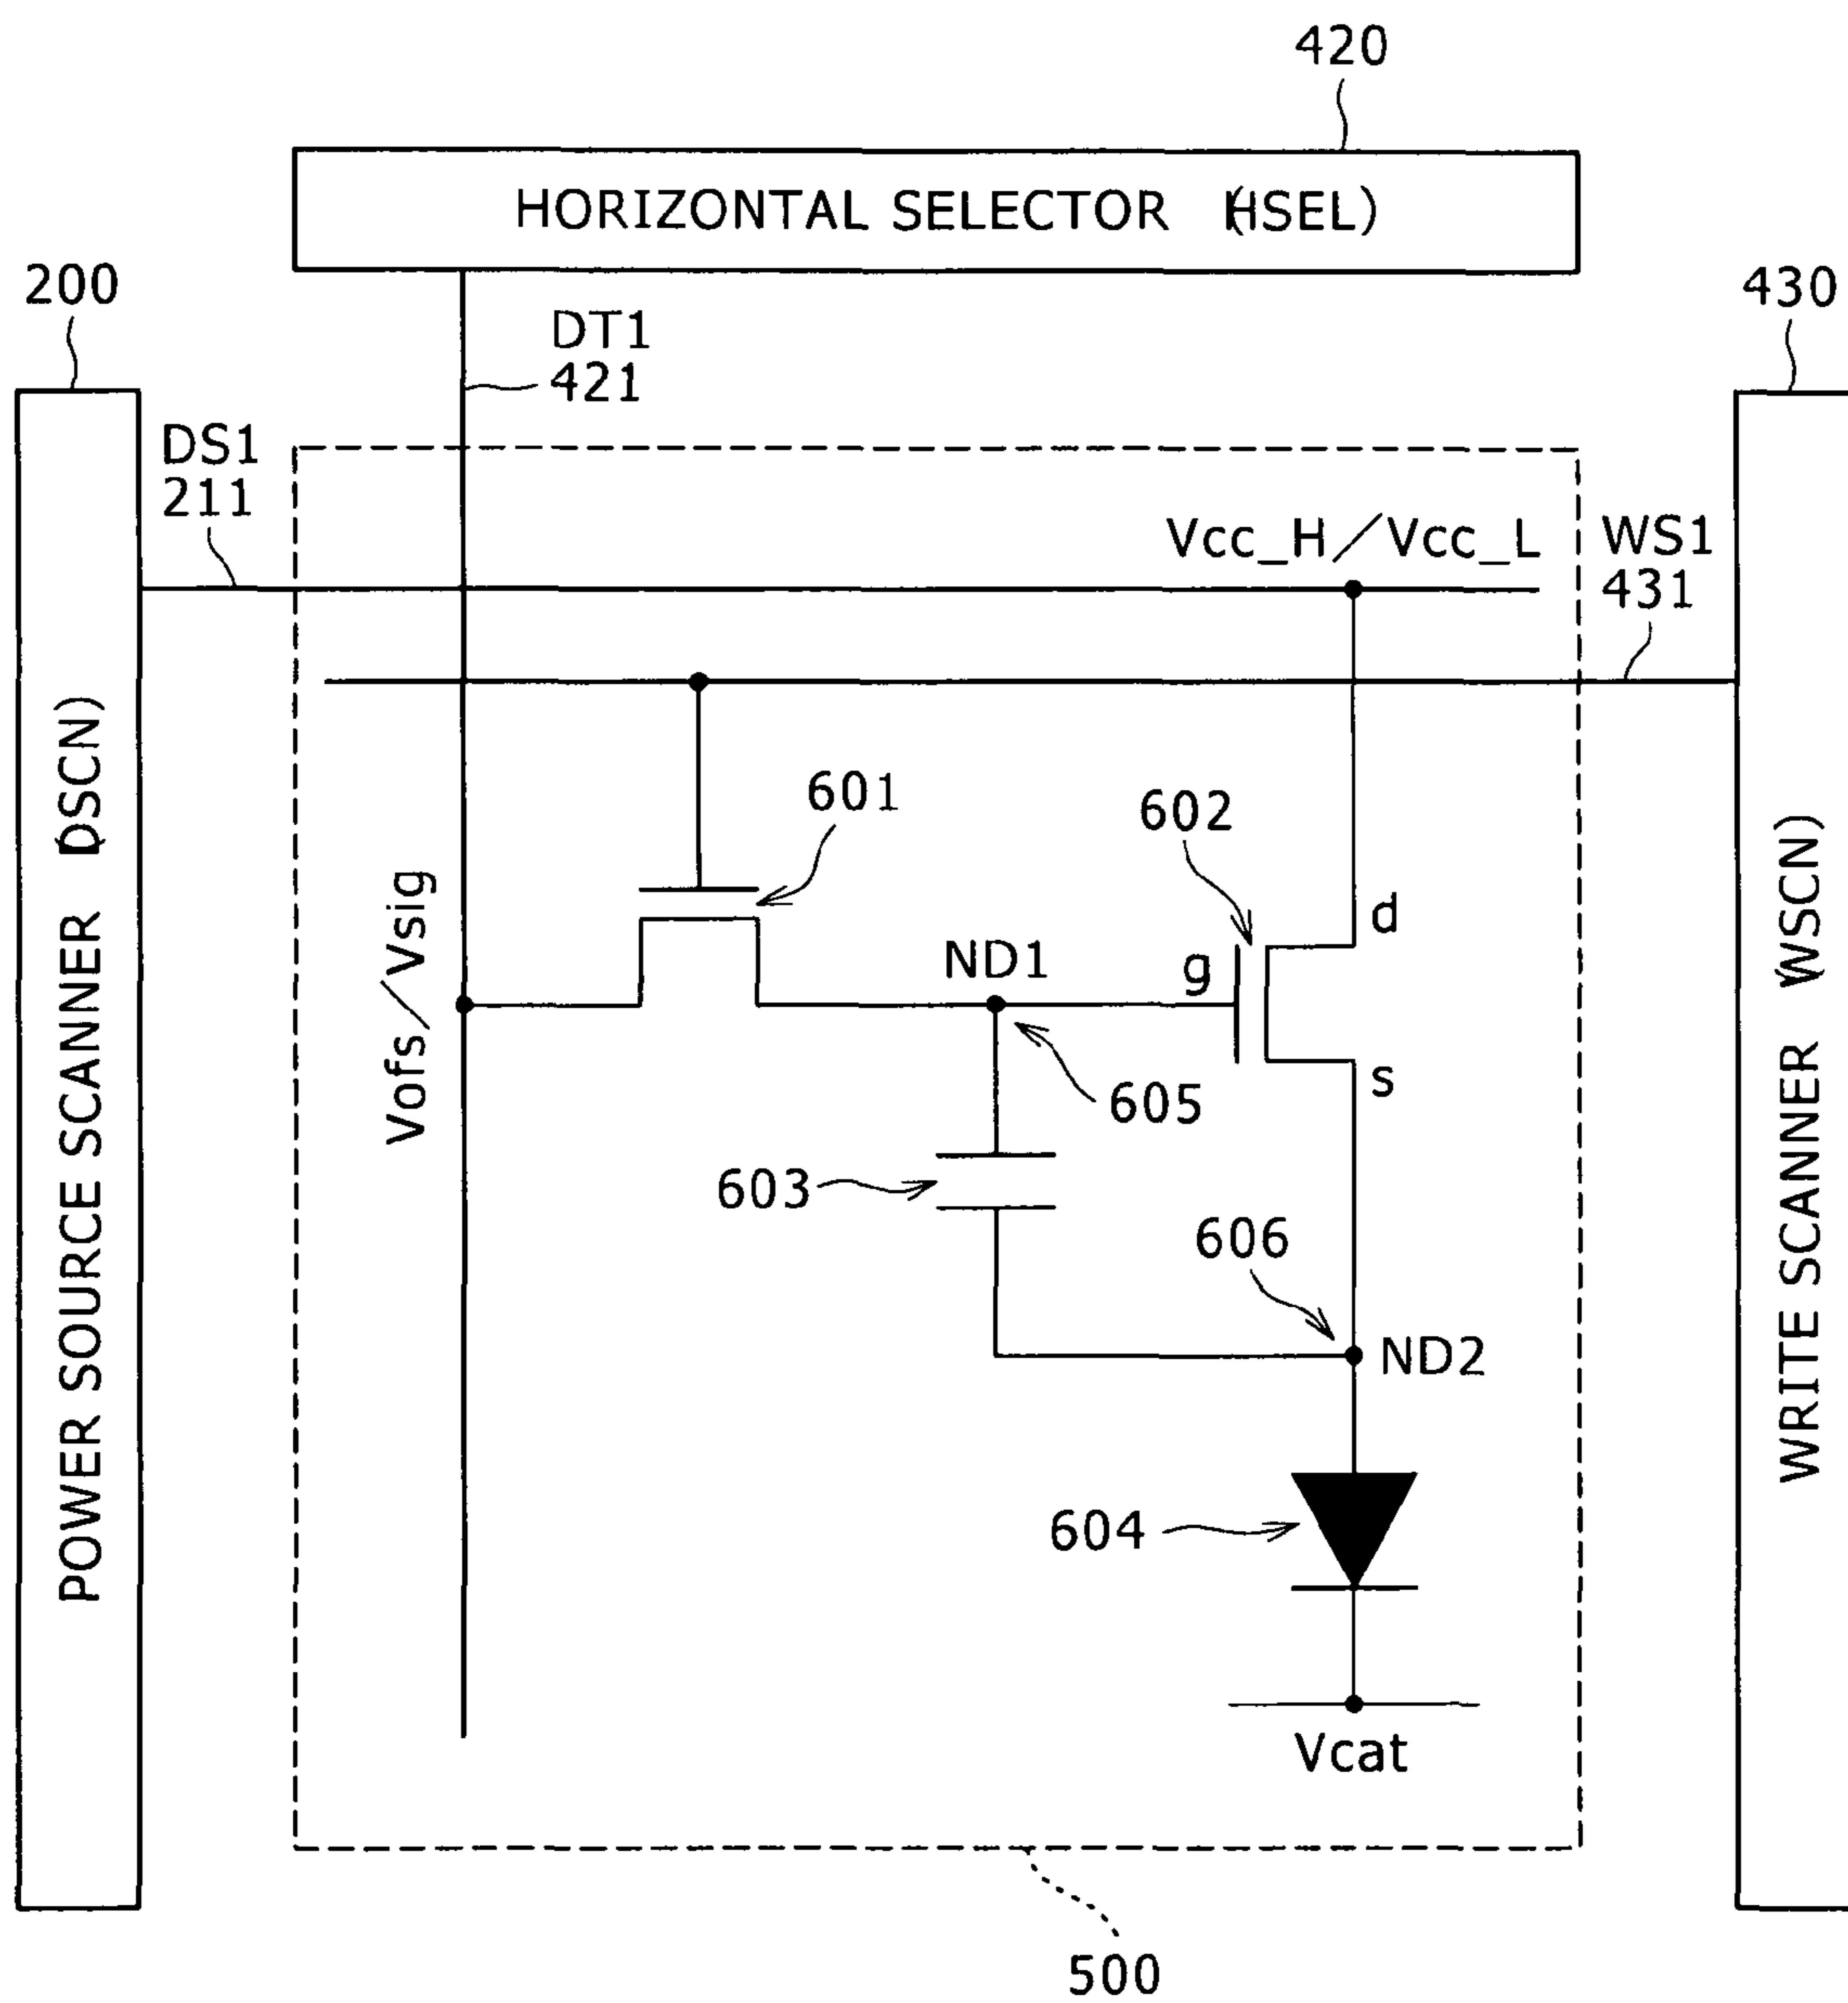 420
HORIZONTAL SELECTOR (HSEL)
200
430
DT1
421
DS1
211
Vcc_H/Vcc_L
WS1
431
POWER SOURCE SCANNER (DSCN)
WRITE SCANNER (WSCN)
601
602
Vofs/Vsig
d
ND1
g
s
605
603
606
ND2
604
Vcat
500